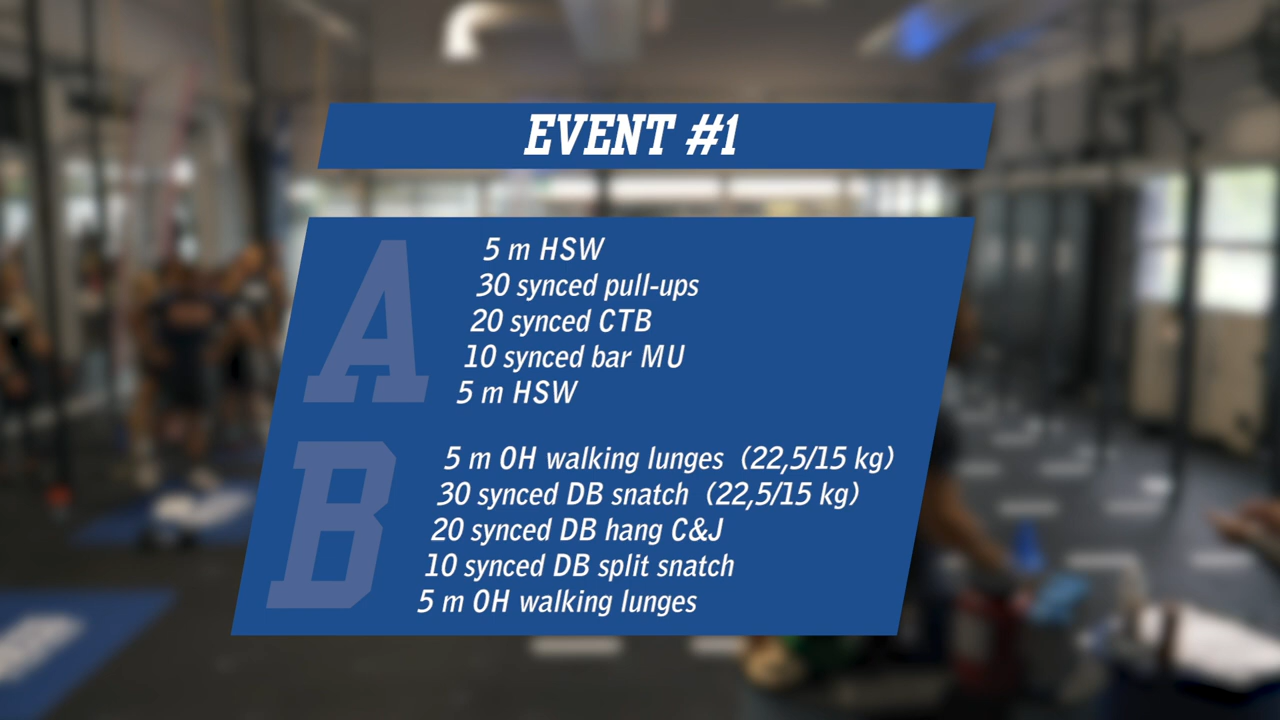 EVENT #1
A
5 m HSW
30 synced pull-ups
20 synced CTB
10 synced bar MU
5 m HSW
B
5 m OH walking lunges (22,5/15 kg)
30 synced DB snatch (22,5/15 kg)
20 synced DB hang C&J
10 synced DB split snatch
5 m OH walking lunges